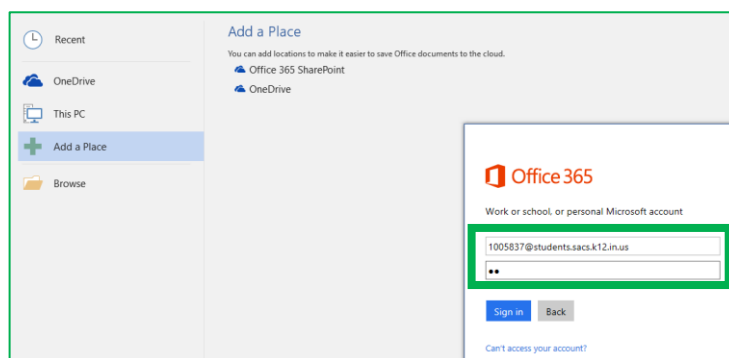 Recent
OneDrive
This PC
Add a Place
Browse
Add a Place
You can add locations to make it easier to save Office documents to the cloud.
Office 365 SharePoint
OneDrive
Office 365
Work or school, or personal Microsoft account
1005837@students.sacs.k12.in.us
••
Sign in Back
Can't access your account?